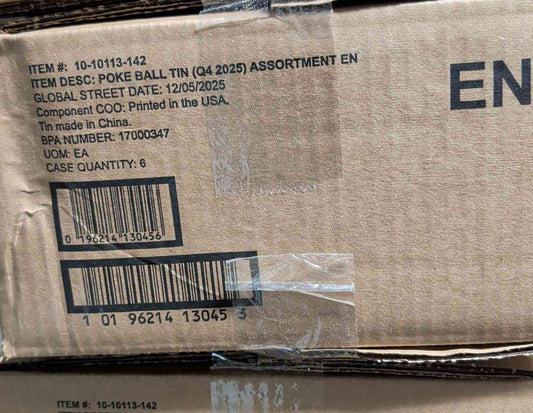 ITEM #: 10-10113-142
ITEM DESC: POKE BALL TIN (Q4 2025) ASSORTMENT EN
GLOBAL STREET DATE: 12/05/2025
Component COO: Printed in the USA.
Tin made in China.
BPA NUMBER: 17000347
UOM: EA
CASE QUANTITY: 6
EN
0 196214 130456
1 01 96214 13045 3
ITEM #: 10-10113-142